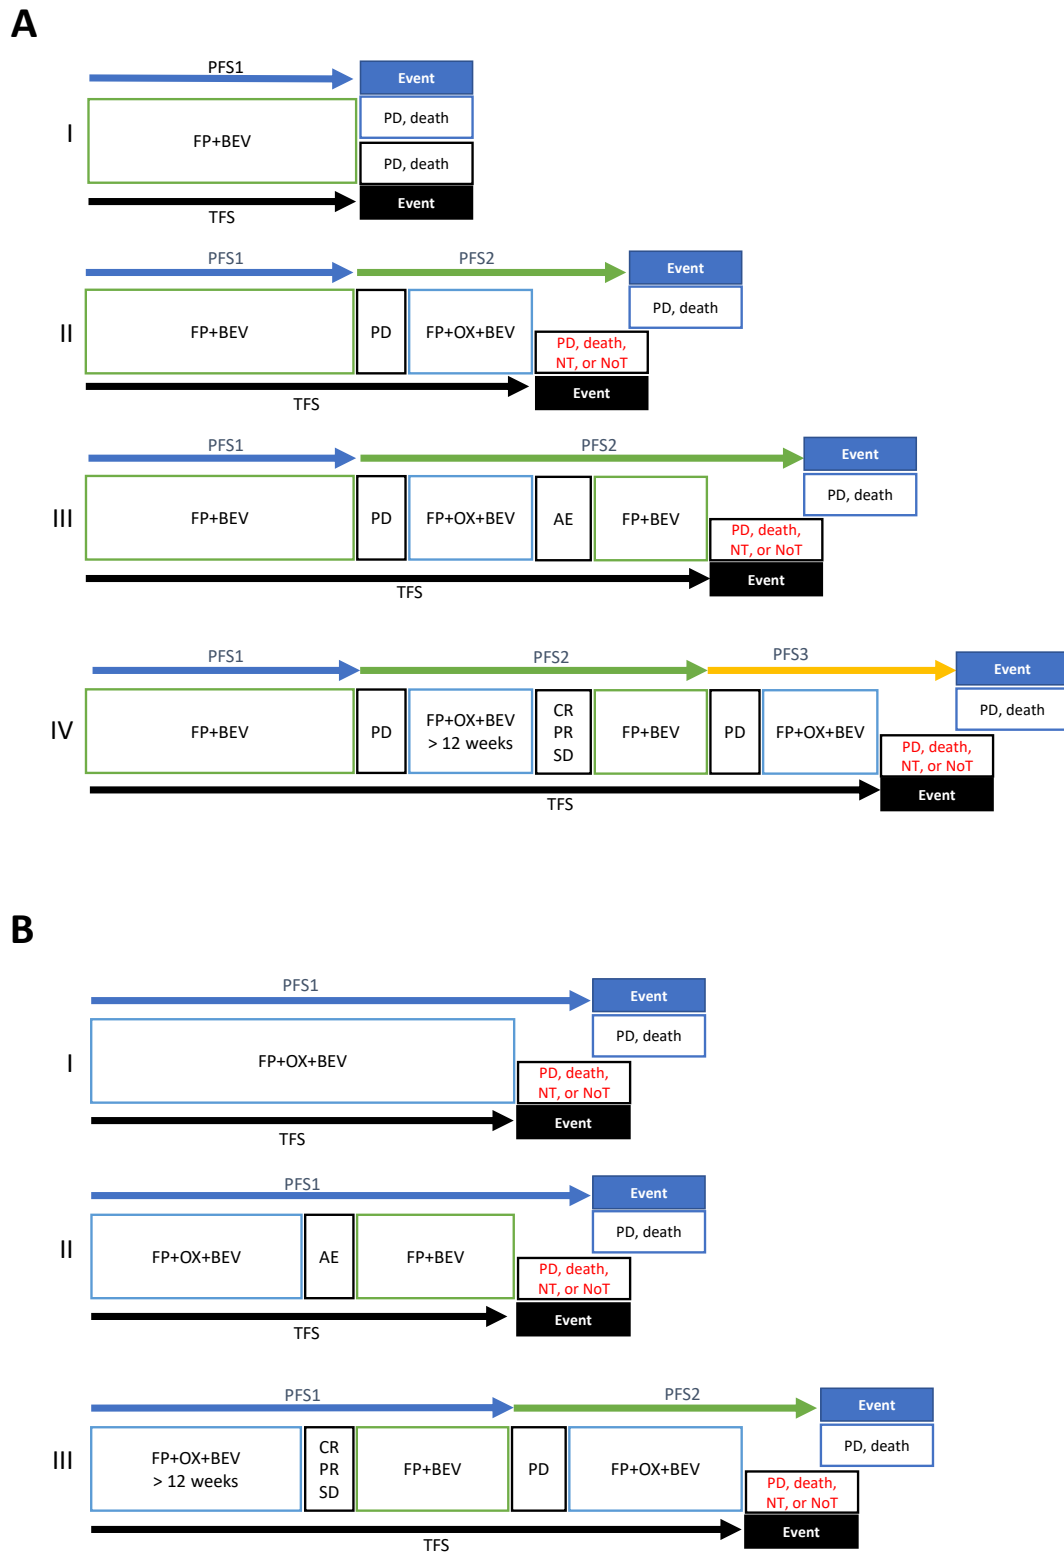 A
PFS1
Event
I
FP+BEV
PD, death
PD, death
Event
TFS
PFS1
PFS2
Event
PD, death
II
FP+BEV
PD
FP+OX+BEV
PD, death,
NT, or NoT
Event
TFS
PFS1
PFS2
Event
PD, death
III
FP+BEV
PD
FP+OX+BEV
AE
FP+BEV
PD, death,
NT, or NoT
Event
TFS
PFS1
PFS2
PFS3
Event
PD, death
IV
FP+BEV
PD
FP+OX+BEV
> 12 weeks
CR
PR
SD
FP+BEV
PD
FP+OX+BEV
PD, death,
NT, or NoT
Event
TFS
B
PFS1
Event
PD, death
I
FP+OX+BEV
PD, death,
NT, or NoT
Event
TFS
PFS1
Event
PD, death
II
FP+OX+BEV
AE
FP+BEV
PD, death,
NT, or NoT
Event
TFS
PFS1
PFS2
Event
PD, death
III
FP+OX+BEV
> 12 weeks
CR
PR
SD
FP+BEV
PD
FP+OX+BEV
PD, death,
NT, or NoT
Event
TFS